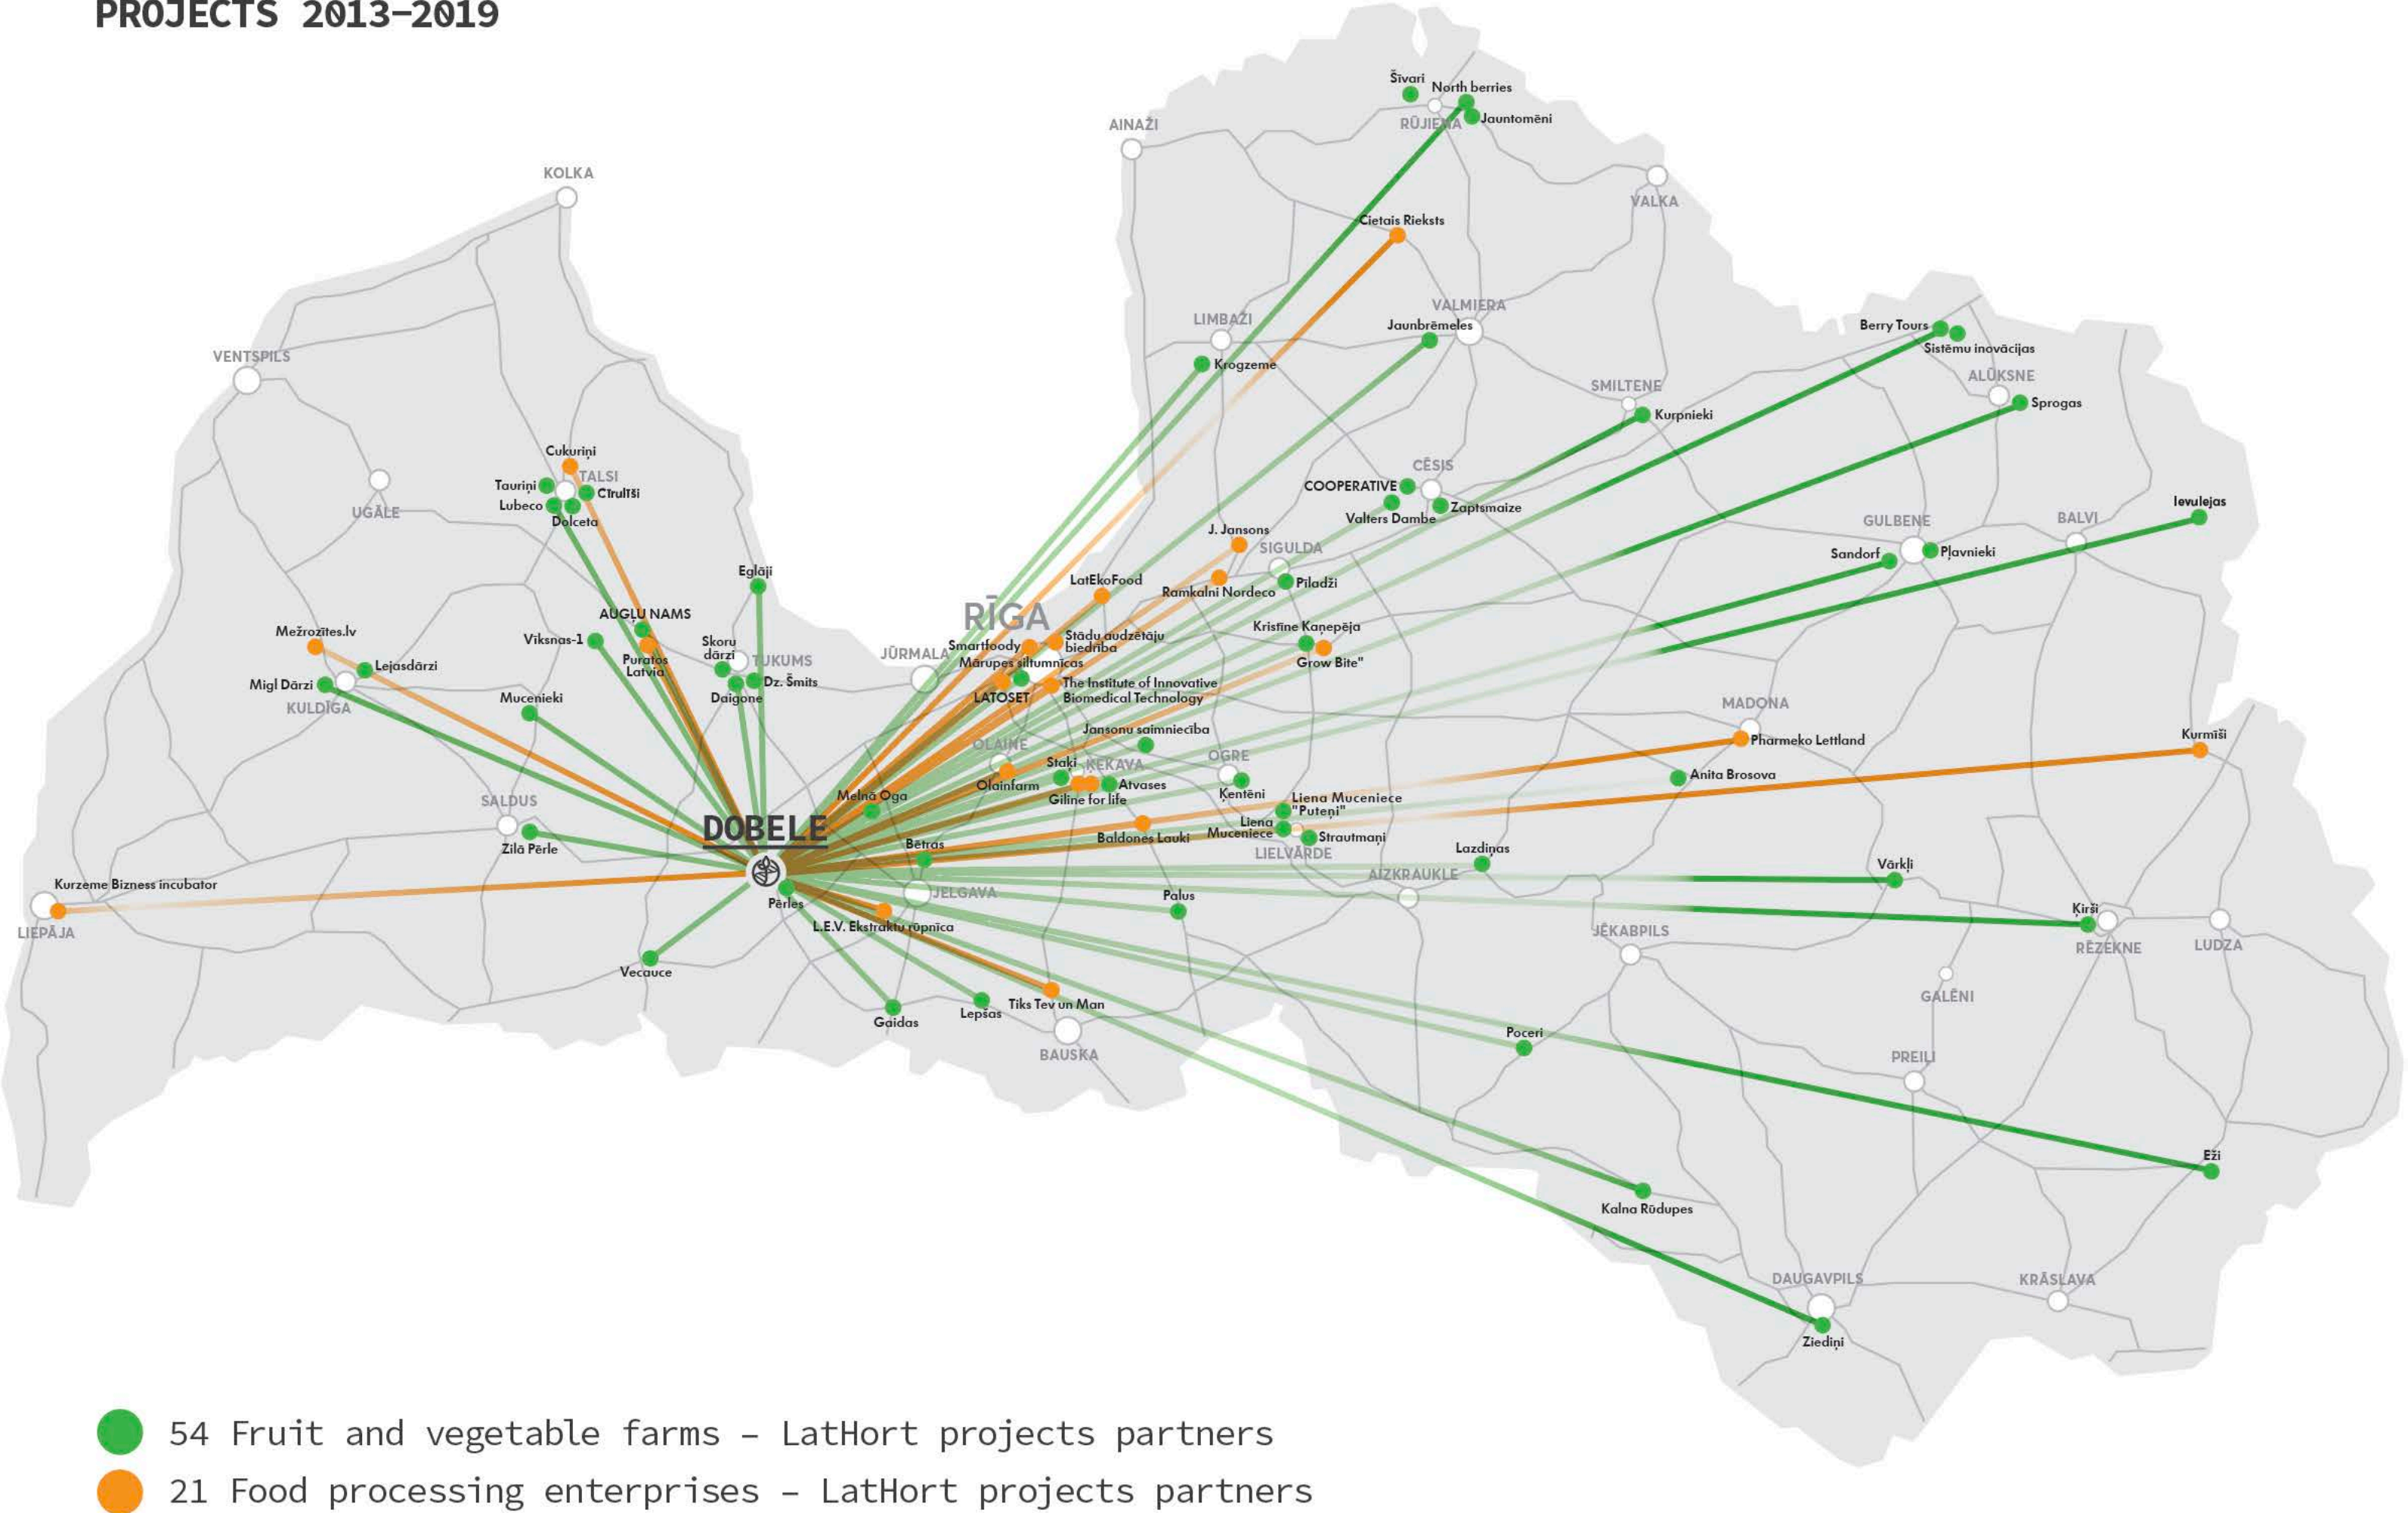 PROJECTS 2013–2019
Šīvari
North berries
RŪJIENA
Jauntomēni
AINAŽI
KOLKA
VALKA
Cietais Rieksts
VALMIERA
LIMBAŽI
Jaunbrēmeles
Berry Tours
Sistēmu inovācijas
VENTSPILS
Krogzeme
ALŪKSNE
SMILTENE
Sprogas
Kurpnieki
Cukuriņi
TALSI
CĒSIS
Tauriņi
Cīrulīši
COOPERATIVE
Lubeco
Dolceta
Zaptsmaize
Valters Dambe
Ievulejas
UGĀLE
GULBENE
BALVI
J. Jansons
SIGULDA
Sandorf
Pļavnieki
Eglāji
LatEkoFood
Pīladži
Ramkalni Nordeco
RĪGA
AUGĻU NAMS
Mežrozītes.lv
Vīksnas-1
Skoru
dārzi
Kristīne Kaņepēja
Stādu audzētāju
biedrība
Smartfoody
JŪRMALA
Puratos
Latvia
TUKUMS
Mārupes siltumnīcas
Grow Bite"
Lejasdārzi
Migl Dārzi
Dz. Šmits
The Institute of Innovative
Biomedical Technology
KULDĪGA
Mucenieki
Daigone
LATOSET
MADONA
Jansonu saimniecība
Kurmīši
Pharmeko Lettland
OLAINE
OGRE
Staķi
ĶEKAVA
Anita Brosova
Olainfarm
Atvases
Ķentēni
Melnā Oga
Giline for life
Liena Muceniece
"Puteņi"
SALDUS
DOBELE
Liena
Muceniece
Baldones Lauki
Strautmaņi
Zilā Pērle
Bētras
LIELVĀRDE
Lazdiņas
Vārkļi
AIZKRAUKLE
Kurzeme Bizness incubator
Pērles
JELGAVA
Palus
Ķirši
LIEPĀJA
L.E.V. Ekstraktu rūpnīca
JĒKABPILS
RĒZEKNE
LUDZA
Vecauce
GALĒNI
Gaidas
Lepšas
Tiks Tev un Man
Poceri
BAUSKA
PREILI
Eži
Kalna Rūdupes
DAUGAVPILS
KRĀSLAVA
Ziediņi
54 Fruit and vegetable farms – LatHort projects partners
21 Food processing enterprises – LatHort projects partners